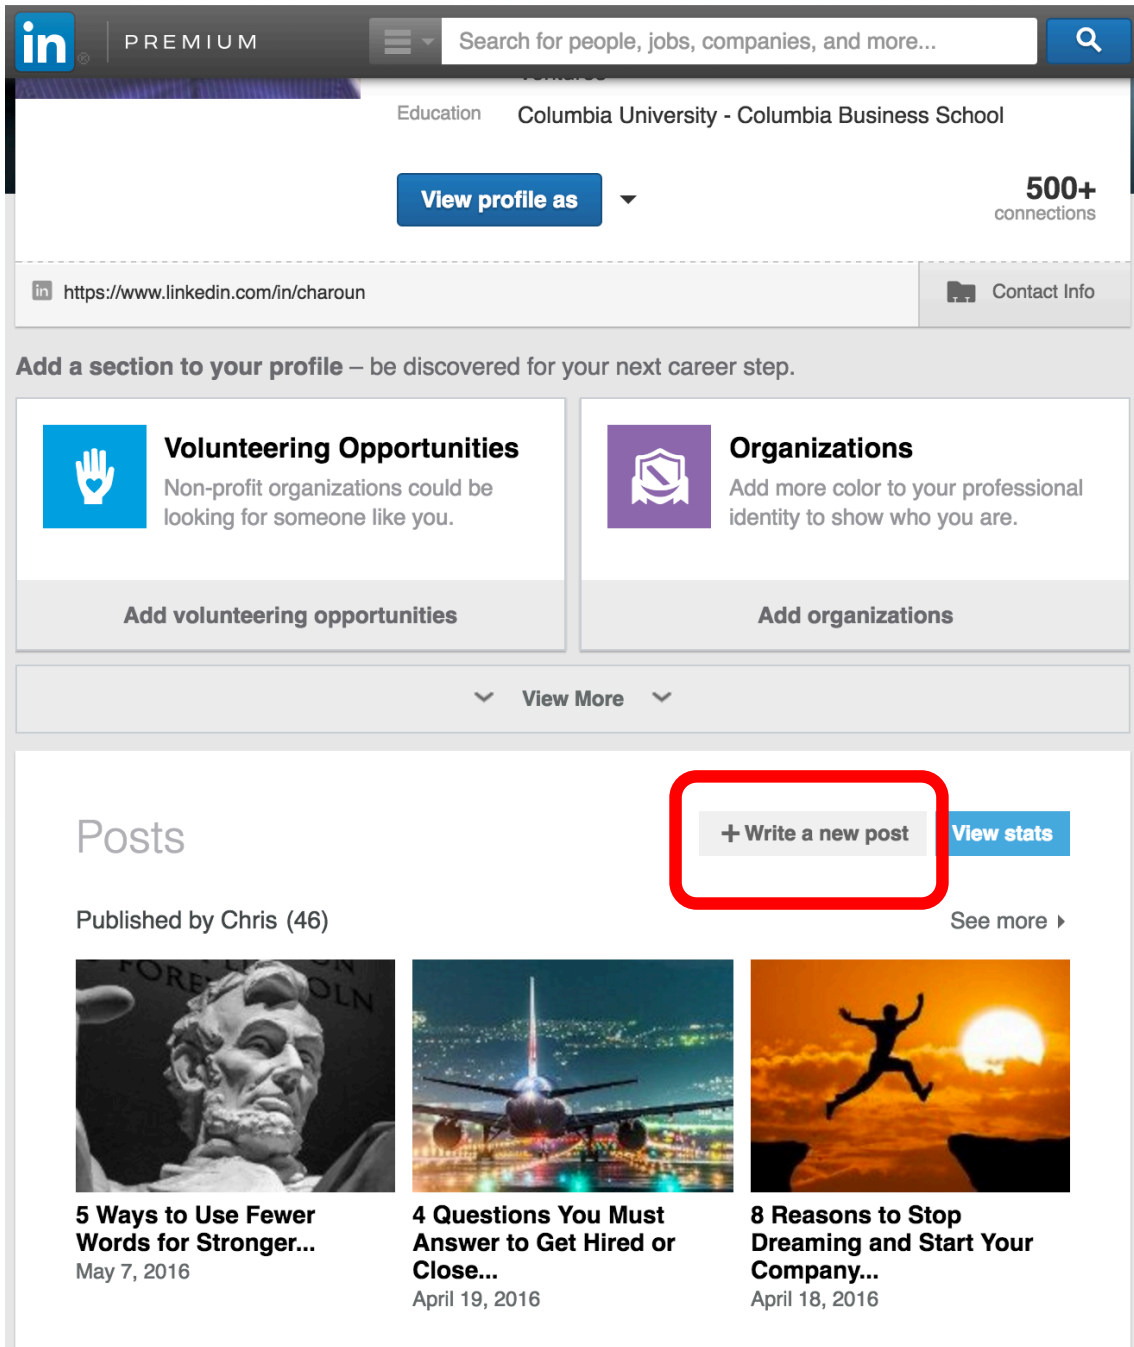 in ® PREMIUM Search for people, jobs, companies, and more...
Ventures
Education Columbia University - Columbia Business School
View profile as 500+
connections
in https://www.linkedin.com/in/charoun Contact Info
Add a section to your profile – be discovered for your next career step.
Volunteering Opportunities
Non-profit organizations could be
looking for someone like you.
Add volunteering opportunities
Organizations
Add more color to your professional
identity to show who you are.
Add organizations
View More
Posts + Write a new post View stats
Published by Chris (46) See more
5 Ways to Use Fewer
Words for Stronger...
May 7, 2016
4 Questions You Must
Answer to Get Hired or
Close...
April 19, 2016
8 Reasons to Stop
Dreaming and Start Your
Company...
April 18, 2016